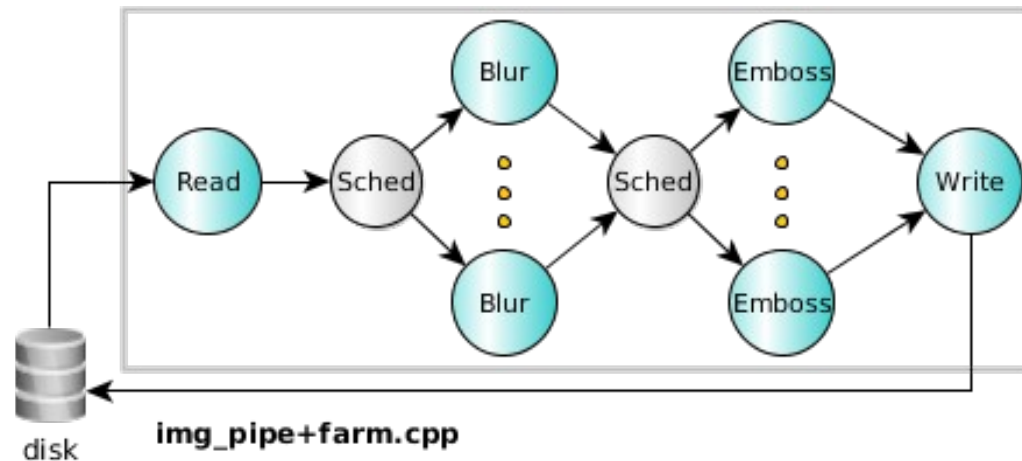 Blur
Emboss
Read
Sched
Sched
Write
Blur
Emboss
disk
img_pipe+farm.cpp